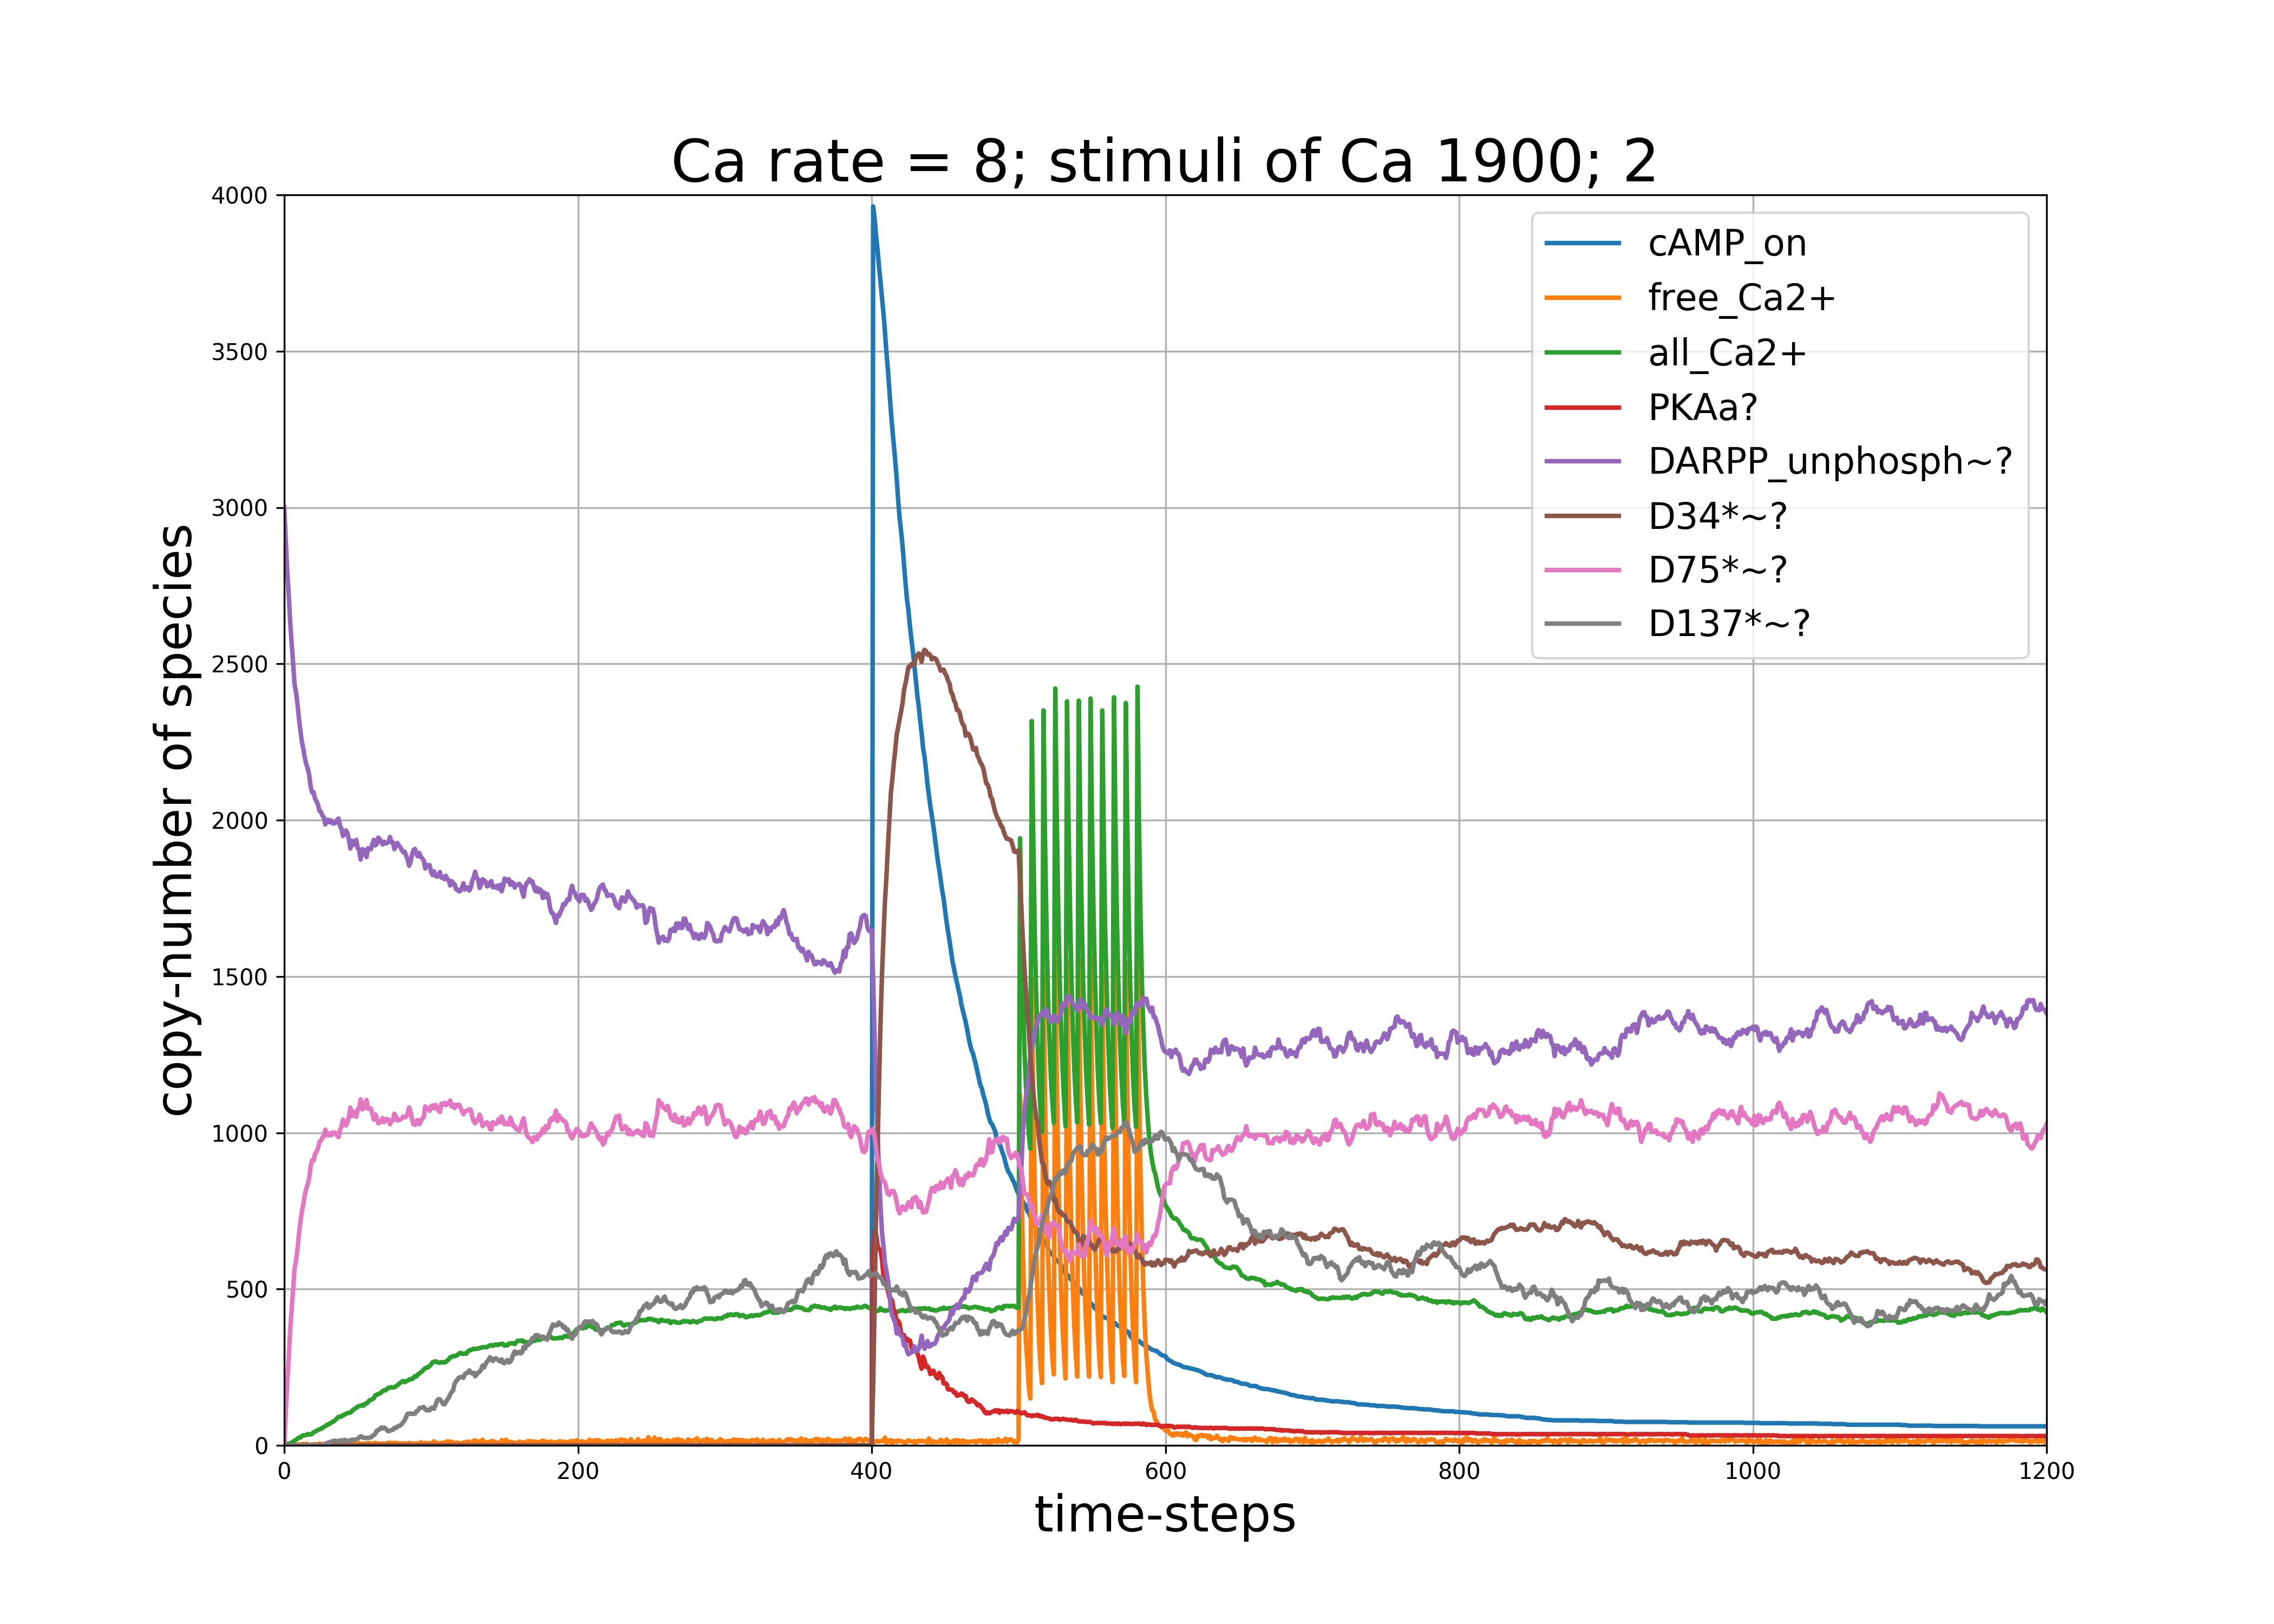 Ca rate = 8; stimuli of Ca 1900; 2
4000
3500
3000
2500
2000
1500
1000
500
0
copy-number of species
cAMP_on
free_Ca2+
all_Ca2+
PKAa?
DARPP_unphosph~?
D34*~?
D75*~?
D137*~?
0 200 400 600 800 1000 1200
time-steps